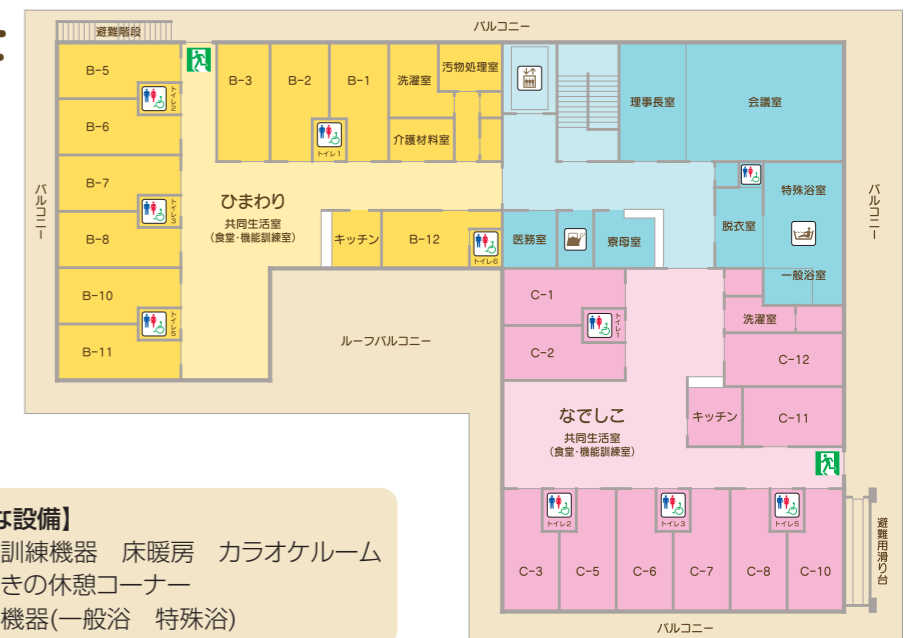 避難階段
バルコニー
B-5
トイレ2
B-6
B-7
トイレ3
B-8
B-10
トイレ5
B-11
B-3
B-2
B-1
トイレ1
洗濯室
汚物処理室
介護材料室
理事長室
会議室
バルコニー
ひまわり
共同生活室
(食堂・機能訓練室)
キッチン
B-12
トイレ6
医務室
寮母室
脱衣室
特殊浴室
一般浴室
バルコニー
ルーフバルコニー
C-1
トイレ1
C-2
洗濯室
C-12
なでしこ
共同生活室
(食堂・機能訓練室)
キッチン
C-11
トイレ2
トイレ3
トイレ5
C-3
C-5
C-6
C-7
C-8
C-10
避難用滑り台
バルコニー
な設備】
訓練機器 床暖房 カラオケルーム
きの休憩コーナー
機器(一般浴 特殊浴)